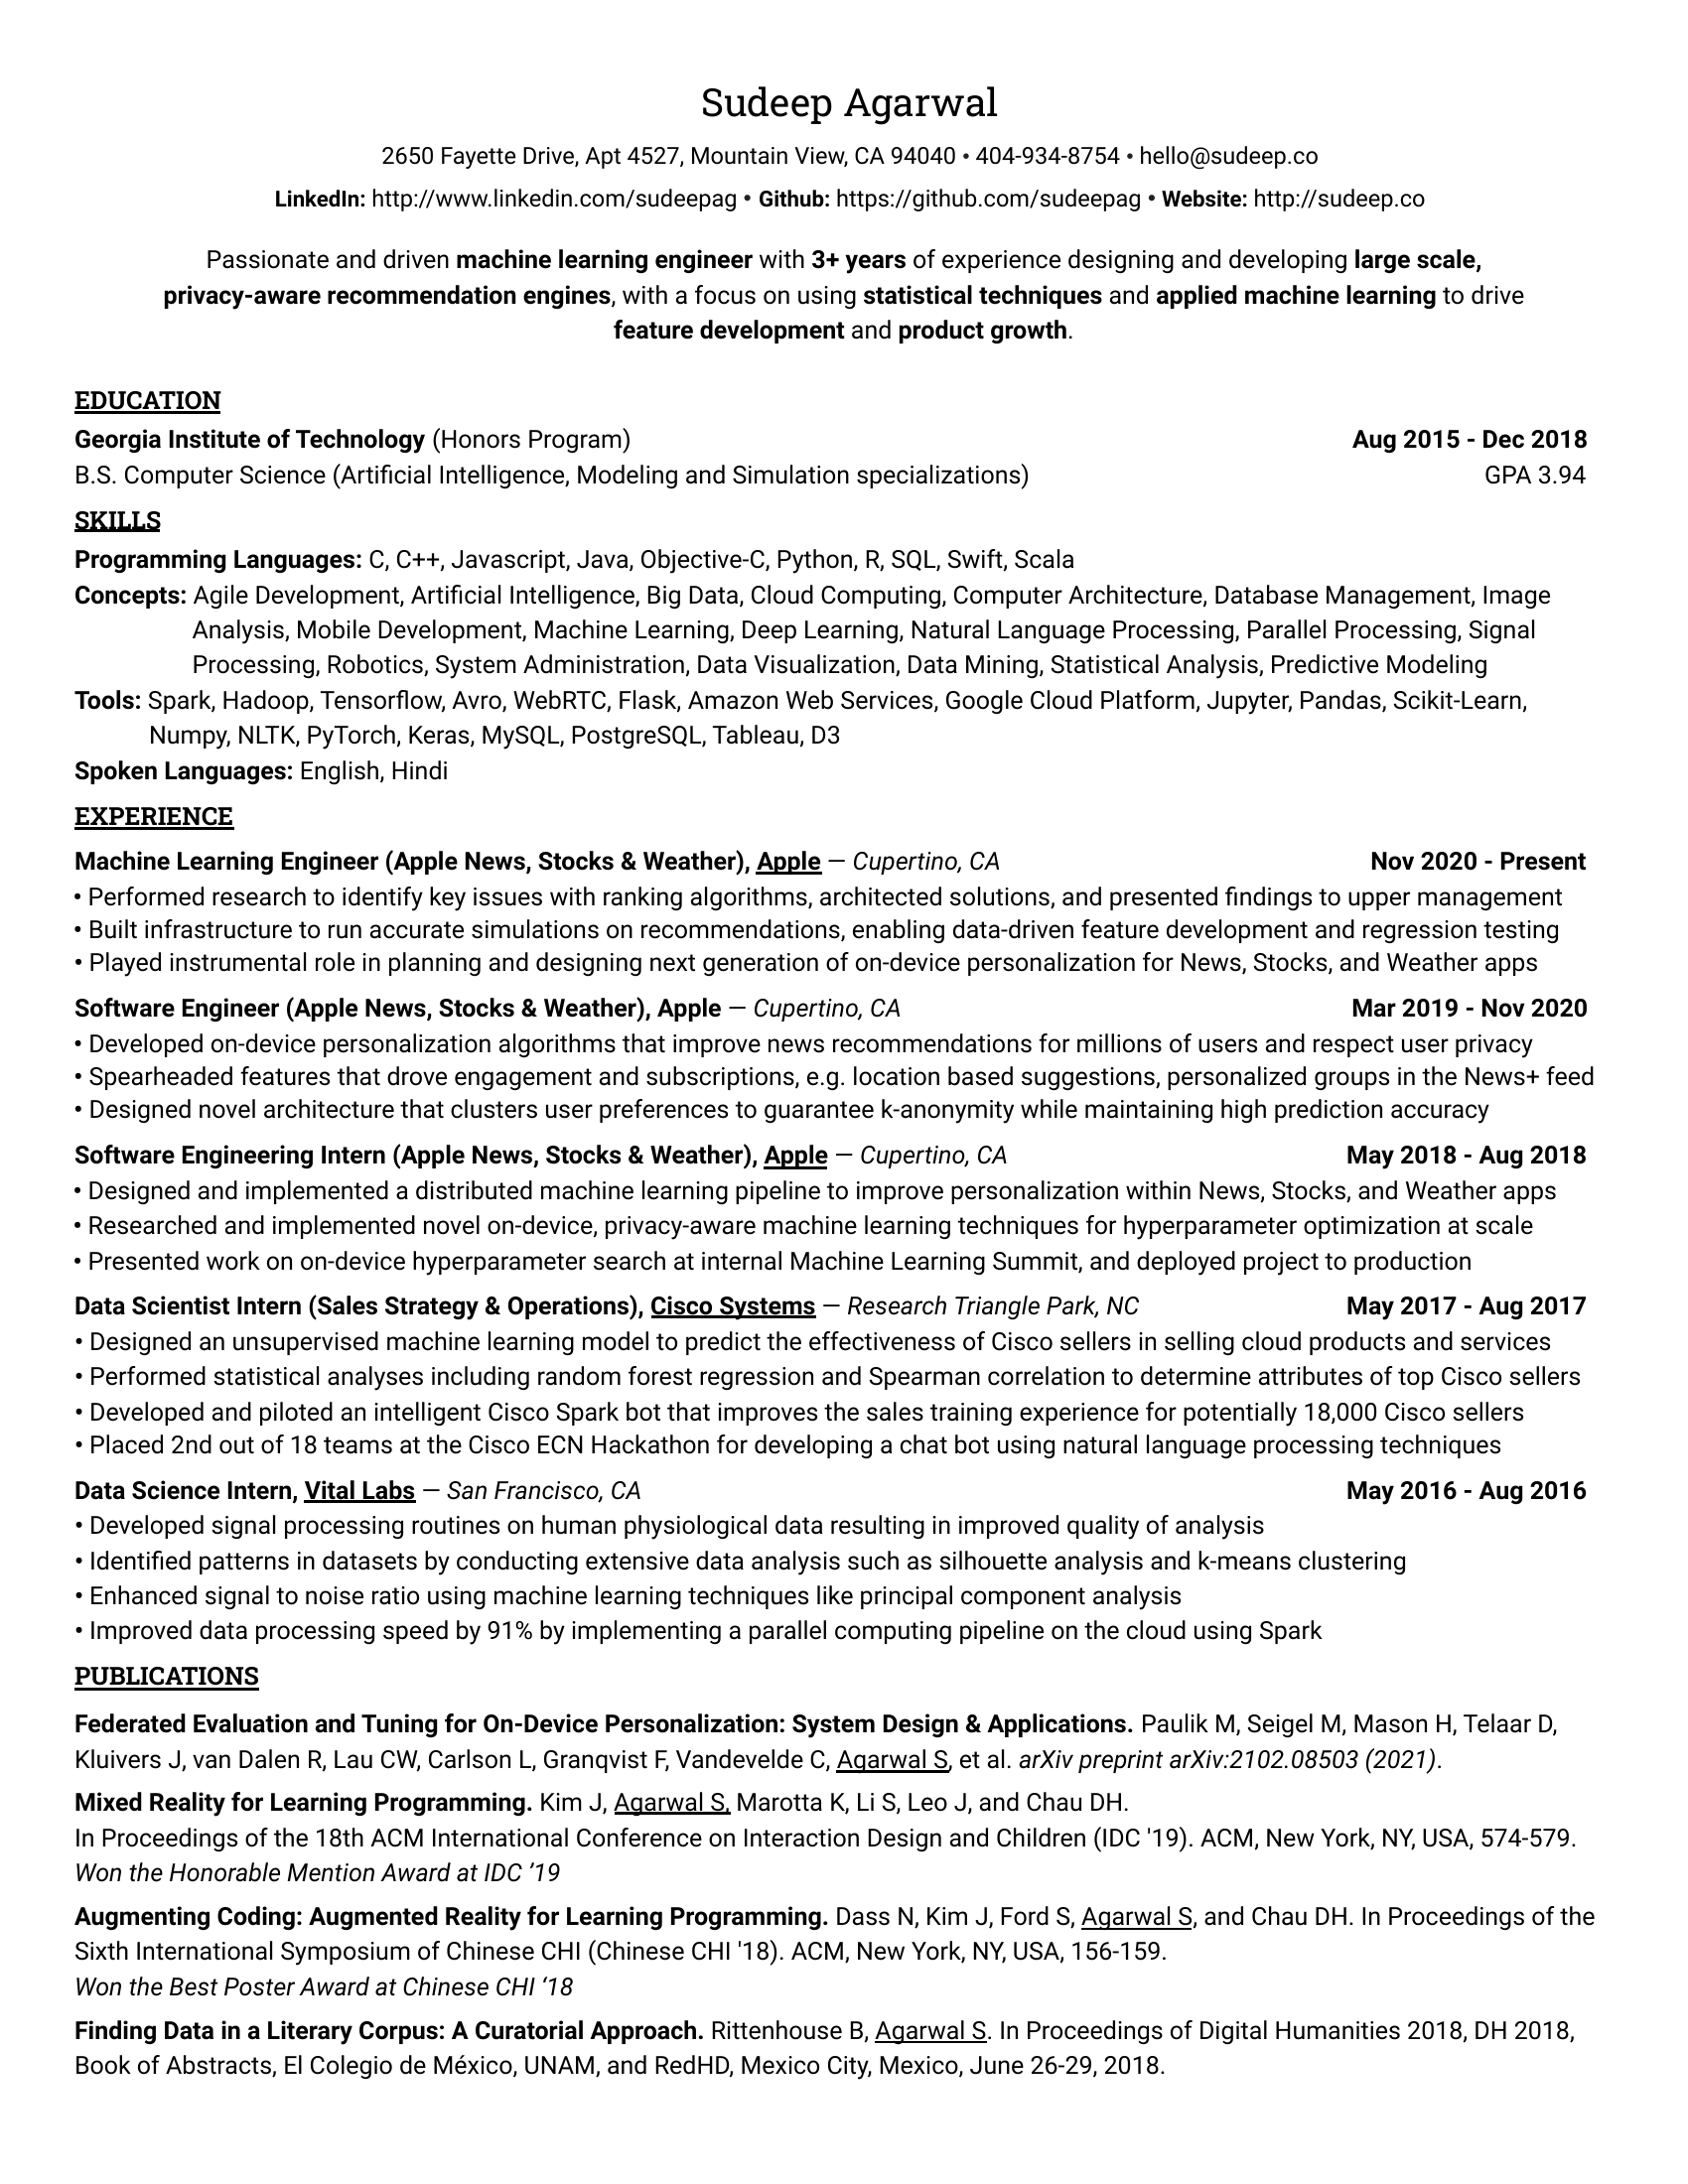 Sudeep Agarwal
2650 Fayette Drive, Apt 4527, Mountain View, CA 94040 • 404-934-8754 • hello@sudeep.co
LinkedIn: http://www.linkedin.com/sudeepag • Github: https://github.com/sudeepag • Website: http://sudeep.co
Passionate and driven machine learning engineer with 3+ years of experience designing and developing large scale,
privacy-aware recommendation engines, with a focus on using statistical techniques and applied machine learning to drive
feature development and product growth.
EDUCATION
Georgia Institute of Technology (Honors Program) Aug 2015 - Dec 2018
B.S. Computer Science (Artificial Intelligence, Modeling and Simulation specializations) GPA 3.94
SKILLS
Programming Languages: C, C++, Javascript, Java, Objective-C, Python, R, SQL, Swift, Scala
Concepts: Agile Development, Artificial Intelligence, Big Data, Cloud Computing, Computer Architecture, Database Management, Image
Analysis, Mobile Development, Machine Learning, Deep Learning, Natural Language Processing, Parallel Processing, Signal
Processing, Robotics, System Administration, Data Visualization, Data Mining, Statistical Analysis, Predictive Modeling
Tools: Spark, Hadoop, Tensorflow, Avro, WebRTC, Flask, Amazon Web Services, Google Cloud Platform, Jupyter, Pandas, Scikit-Learn,
Numpy, NLTK, PyTorch, Keras, MySQL, PostgreSQL, Tableau, D3
Spoken Languages: English, Hindi
EXPERIENCE
Machine Learning Engineer (Apple News, Stocks & Weather), Apple — Cupertino, CA Nov 2020 - Present
• Performed research to identify key issues with ranking algorithms, architected solutions, and presented findings to upper management
• Built infrastructure to run accurate simulations on recommendations, enabling data-driven feature development and regression testing
• Played instrumental role in planning and designing next generation of on-device personalization for News, Stocks, and Weather apps
Software Engineer (Apple News, Stocks & Weather), Apple — Cupertino, CA Mar 2019 - Nov 2020
• Developed on-device personalization algorithms that improve news recommendations for millions of users and respect user privacy
• Spearheaded features that drove engagement and subscriptions, e.g. location based suggestions, personalized groups in the News+ feed
• Designed novel architecture that clusters user preferences to guarantee k-anonymity while maintaining high prediction accuracy
Software Engineering Intern (Apple News, Stocks & Weather), Apple — Cupertino, CA May 2018 - Aug 2018
• Designed and implemented a distributed machine learning pipeline to improve personalization within News, Stocks, and Weather apps
• Researched and implemented novel on-device, privacy-aware machine learning techniques for hyperparameter optimization at scale
• Presented work on on-device hyperparameter search at internal Machine Learning Summit, and deployed project to production
Data Scientist Intern (Sales Strategy & Operations), Cisco Systems — Research Triangle Park, NC May 2017 - Aug 2017
• Designed an unsupervised machine learning model to predict the effectiveness of Cisco sellers in selling cloud products and services
• Performed statistical analyses including random forest regression and Spearman correlation to determine attributes of top Cisco sellers
• Developed and piloted an intelligent Cisco Spark bot that improves the sales training experience for potentially 18,000 Cisco sellers
• Placed 2nd out of 18 teams at the Cisco ECN Hackathon for developing a chat bot using natural language processing techniques
Data Science Intern, Vital Labs — San Francisco, CA May 2016 - Aug 2016
• Developed signal processing routines on human physiological data resulting in improved quality of analysis
• Identified patterns in datasets by conducting extensive data analysis such as silhouette analysis and k-means clustering
• Enhanced signal to noise ratio using machine learning techniques like principal component analysis
• Improved data processing speed by 91% by implementing a parallel computing pipeline on the cloud using Spark
PUBLICATIONS
Federated Evaluation and Tuning for On-Device Personalization: System Design & Applications. Paulik M, Seigel M, Mason H, Telaar D,
Kluivers J, van Dalen R, Lau CW, Carlson L, Granqvist F, Vandevelde C, Agarwal S, et al. arXiv preprint arXiv:2102.08503 (2021).
Mixed Reality for Learning Programming. Kim J, Agarwal S, Marotta K, Li S, Leo J, and Chau DH.
In Proceedings of the 18th ACM International Conference on Interaction Design and Children (IDC '19). ACM, New York, NY, USA, 574-579.
Won the Honorable Mention Award at IDC ’19
Augmenting Coding: Augmented Reality for Learning Programming. Dass N, Kim J, Ford S, Agarwal S, and Chau DH. In Proceedings of the
Sixth International Symposium of Chinese CHI (Chinese CHI '18). ACM, New York, NY, USA, 156-159.
Won the Best Poster Award at Chinese CHI ‘18
Finding Data in a Literary Corpus: A Curatorial Approach. Rittenhouse B, Agarwal S. In Proceedings of Digital Humanities 2018, DH 2018,
Book of Abstracts, El Colegio de México, UNAM, and RedHD, Mexico City, Mexico, June 26-29, 2018.